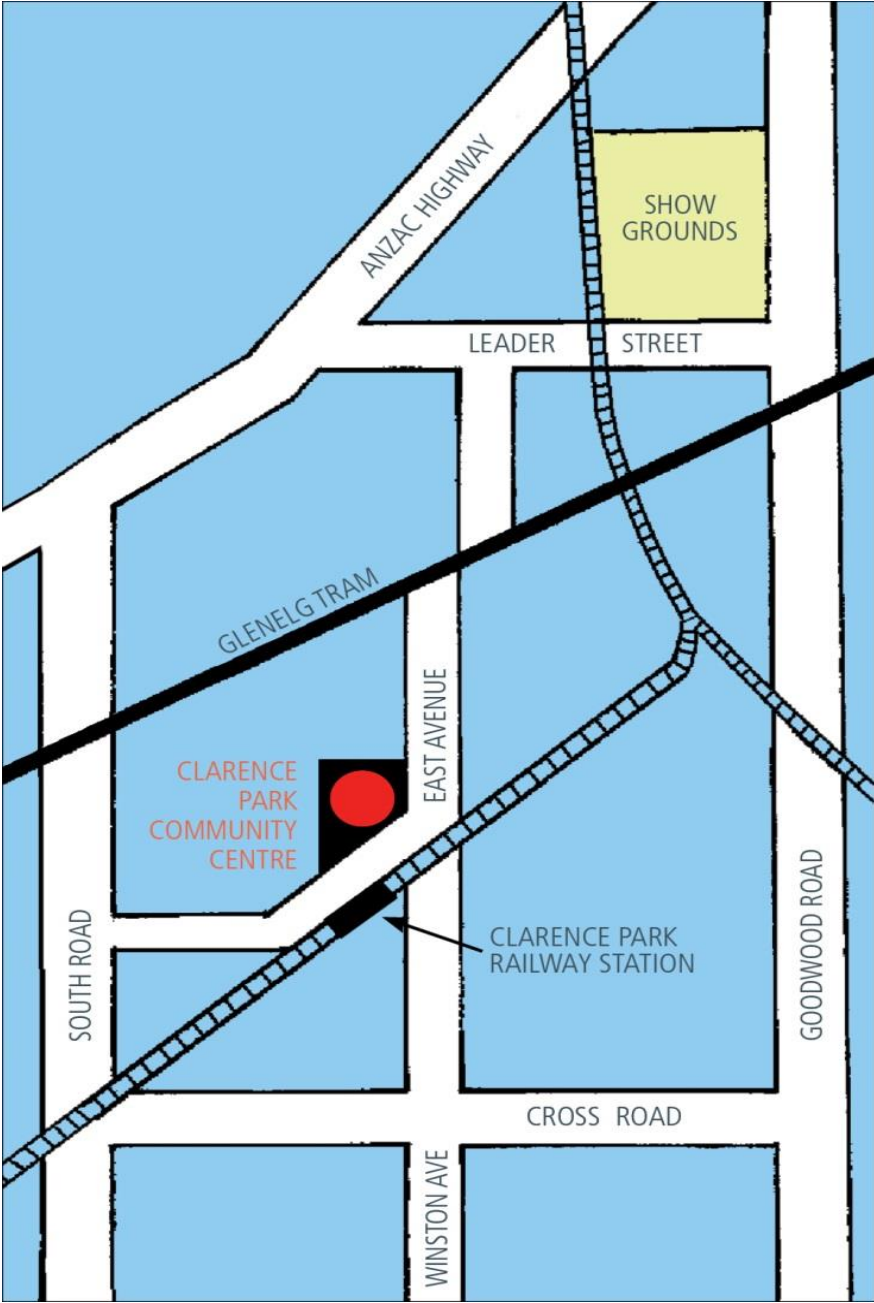 ANZAC HIGHWAY
SHOW
GROUNDS
LEADER STREET
GLENELG TRAM
EAST AVENUE
CLARENCE
PARK
COMMUNITY
CENTRE
SOUTH ROAD
CLARENCE PARK
RAILWAY STATION
GOODWOOD ROAD
CROSS ROAD
WINSTON AVE